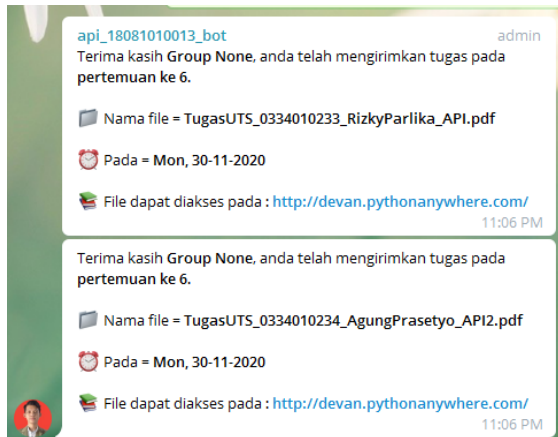 api_18081010013_bot admin
Terima kasih Group None, anda telah mengirimkan tugas pada
pertemuan ke 6.
📁 Nama file = TugasUTS_0334010233_RizkyParlika_API.pdf
⏰ Pada = Mon, 30-11-2020
📚 File dapat diakses pada : http://devan.pythonanywhere.com/
11:06 PM
Terima kasih Group None, anda telah mengirimkan tugas pada
pertemuan ke 6.
📁 Nama file = TugasUTS_0334010234_AgungPrasetyo_API2.pdf
⏰ Pada = Mon, 30-11-2020
📚 File dapat diakses pada : http://devan.pythonanywhere.com/
11:06 PM